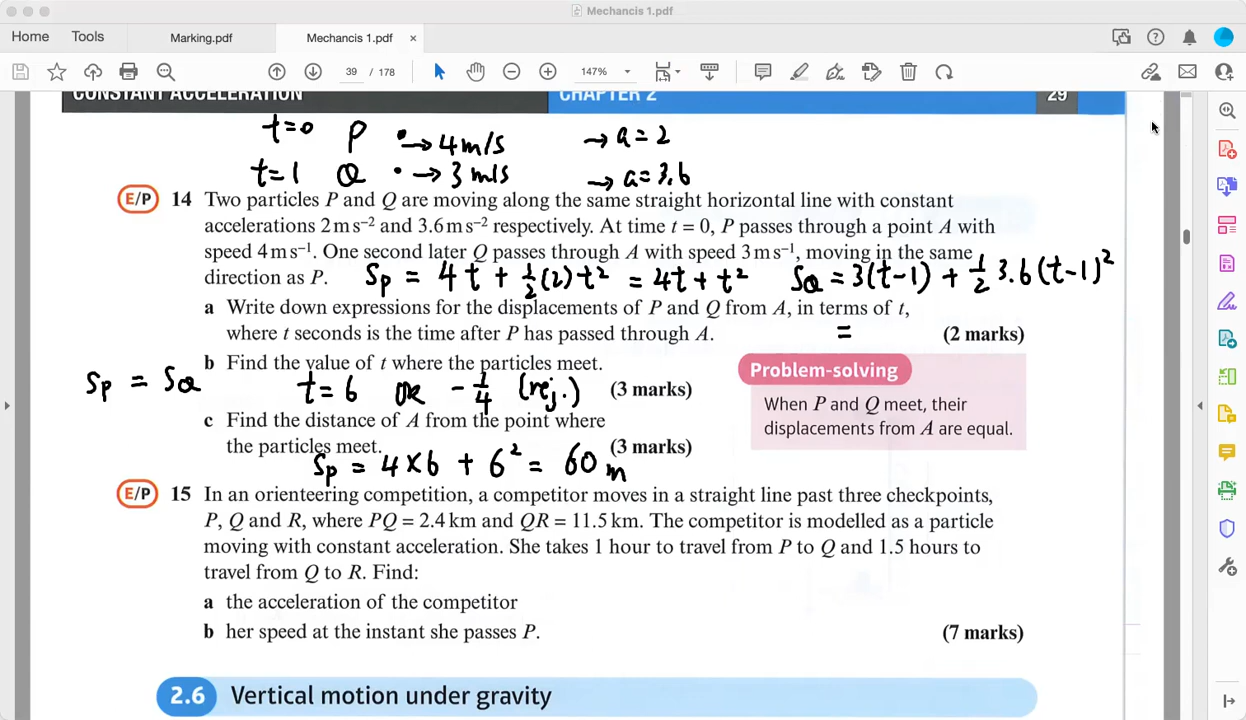 Mechancis 1.pdf
Home Tools Marking.pdf Mechancis 1.pdf ×
39 / 178 147%
CONSTANT ACCELERATION CHAPTER 2 29
t=0 P → 4 m/s → a = 2
t=1 Q → 3 m/s → a = 3.6
E/P 14 Two particles P and Q are moving along the same straight horizontal line with constant
accelerations 2 m s⁻² and 3.6 m s⁻² respectively. At time t = 0, P passes through a point A with
speed 4 m s⁻¹. One second later Q passes through A with speed 3 m s⁻¹, moving in the same
direction as P.
Sp = 4t + ½(2)t² = 4t + t² SQ = 3(t-1) + ½ 3.6(t-1)²
a Write down expressions for the displacements of P and Q from A, in terms of t,
where t seconds is the time after P has passed through A. (2 marks)
=
b Find the value of t where the particles meet. (3 marks)
Sp = SQ t = 6 OR -¼ (rej.)
c Find the distance of A from the point where
the particles meet. (3 marks)
Sp = 4×6 + 6² = 60 m
Problem-solving
When P and Q meet, their
displacements from A are equal.
E/P 15 In an orienteering competition, a competitor moves in a straight line past three checkpoints,
P, Q and R, where PQ = 2.4 km and QR = 11.5 km. The competitor is modelled as a particle
moving with constant acceleration. She takes 1 hour to travel from P to Q and 1.5 hours to
travel from Q to R. Find:
a the acceleration of the competitor
b her speed at the instant she passes P. (7 marks)
2.6 Vertical motion under gravity